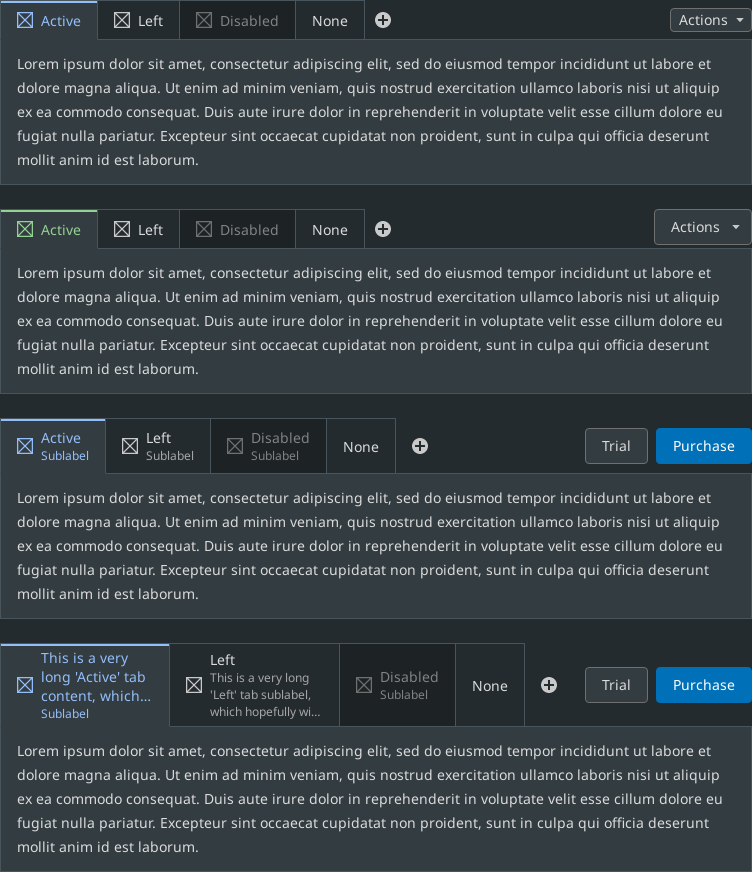 Active Left Disabled None Actions
Lorem ipsum dolor sit amet, consectetur adipiscing elit, sed do eiusmod tempor incididunt ut labore et
dolore magna aliqua. Ut enim ad minim veniam, quis nostrud exercitation ullamco laboris nisi ut aliquip
ex ea commodo consequat. Duis aute irure dolor in reprehenderit in voluptate velit esse cillum dolore eu
fugiat nulla pariatur. Excepteur sint occaecat cupidatat non proident, sunt in culpa qui officia deserunt
mollit anim id est laborum.
Active Left Disabled None Actions
Lorem ipsum dolor sit amet, consectetur adipiscing elit, sed do eiusmod tempor incididunt ut labore et
dolore magna aliqua. Ut enim ad minim veniam, quis nostrud exercitation ullamco laboris nisi ut aliquip
ex ea commodo consequat. Duis aute irure dolor in reprehenderit in voluptate velit esse cillum dolore eu
fugiat nulla pariatur. Excepteur sint occaecat cupidatat non proident, sunt in culpa qui officia deserunt
mollit anim id est laborum.
Active
Sublabel
Left
Sublabel
Disabled
Sublabel
None
Trial
Purchase
Lorem ipsum dolor sit amet, consectetur adipiscing elit, sed do eiusmod tempor incididunt ut labore et
dolore magna aliqua. Ut enim ad minim veniam, quis nostrud exercitation ullamco laboris nisi ut aliquip
ex ea commodo consequat. Duis aute irure dolor in reprehenderit in voluptate velit esse cillum dolore eu
fugiat nulla pariatur. Excepteur sint occaecat cupidatat non proident, sunt in culpa qui officia deserunt
mollit anim id est laborum.
This is a very
long 'Active' tab
content, which…
Sublabel
Left
This is a very long
'Left' tab sublabel,
which hopefully wi…
Disabled
Sublabel
None
Trial
Purchase
Lorem ipsum dolor sit amet, consectetur adipiscing elit, sed do eiusmod tempor incididunt ut labore et
dolore magna aliqua. Ut enim ad minim veniam, quis nostrud exercitation ullamco laboris nisi ut aliquip
ex ea commodo consequat. Duis aute irure dolor in reprehenderit in voluptate velit esse cillum dolore eu
fugiat nulla pariatur. Excepteur sint occaecat cupidatat non proident, sunt in culpa qui officia deserunt
mollit anim id est laborum.